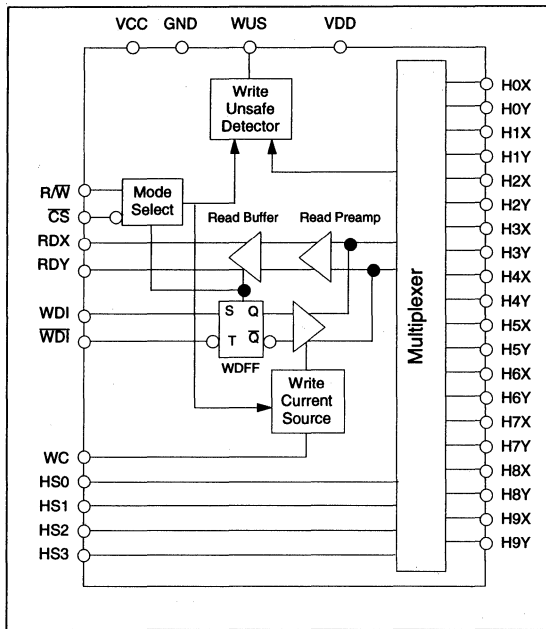 VCC GND WUS VDD
Write
Unsafe
Detector
R/W̅
C̅S̅
RDX
RDY
WDI
W̅D̅I̅
WC
HS0
HS1
HS2
HS3
Mode
Select
Read Buffer
Read Preamp
S Q
T Q̅
WDFF
Write
Current
Source
Multiplexer
H0X
H0Y
H1X
H1Y
H2X
H2Y
H3X
H3Y
H4X
H4Y
H5X
H5Y
H6X
H6Y
H7X
H7Y
H8X
H8Y
H9X
H9Y